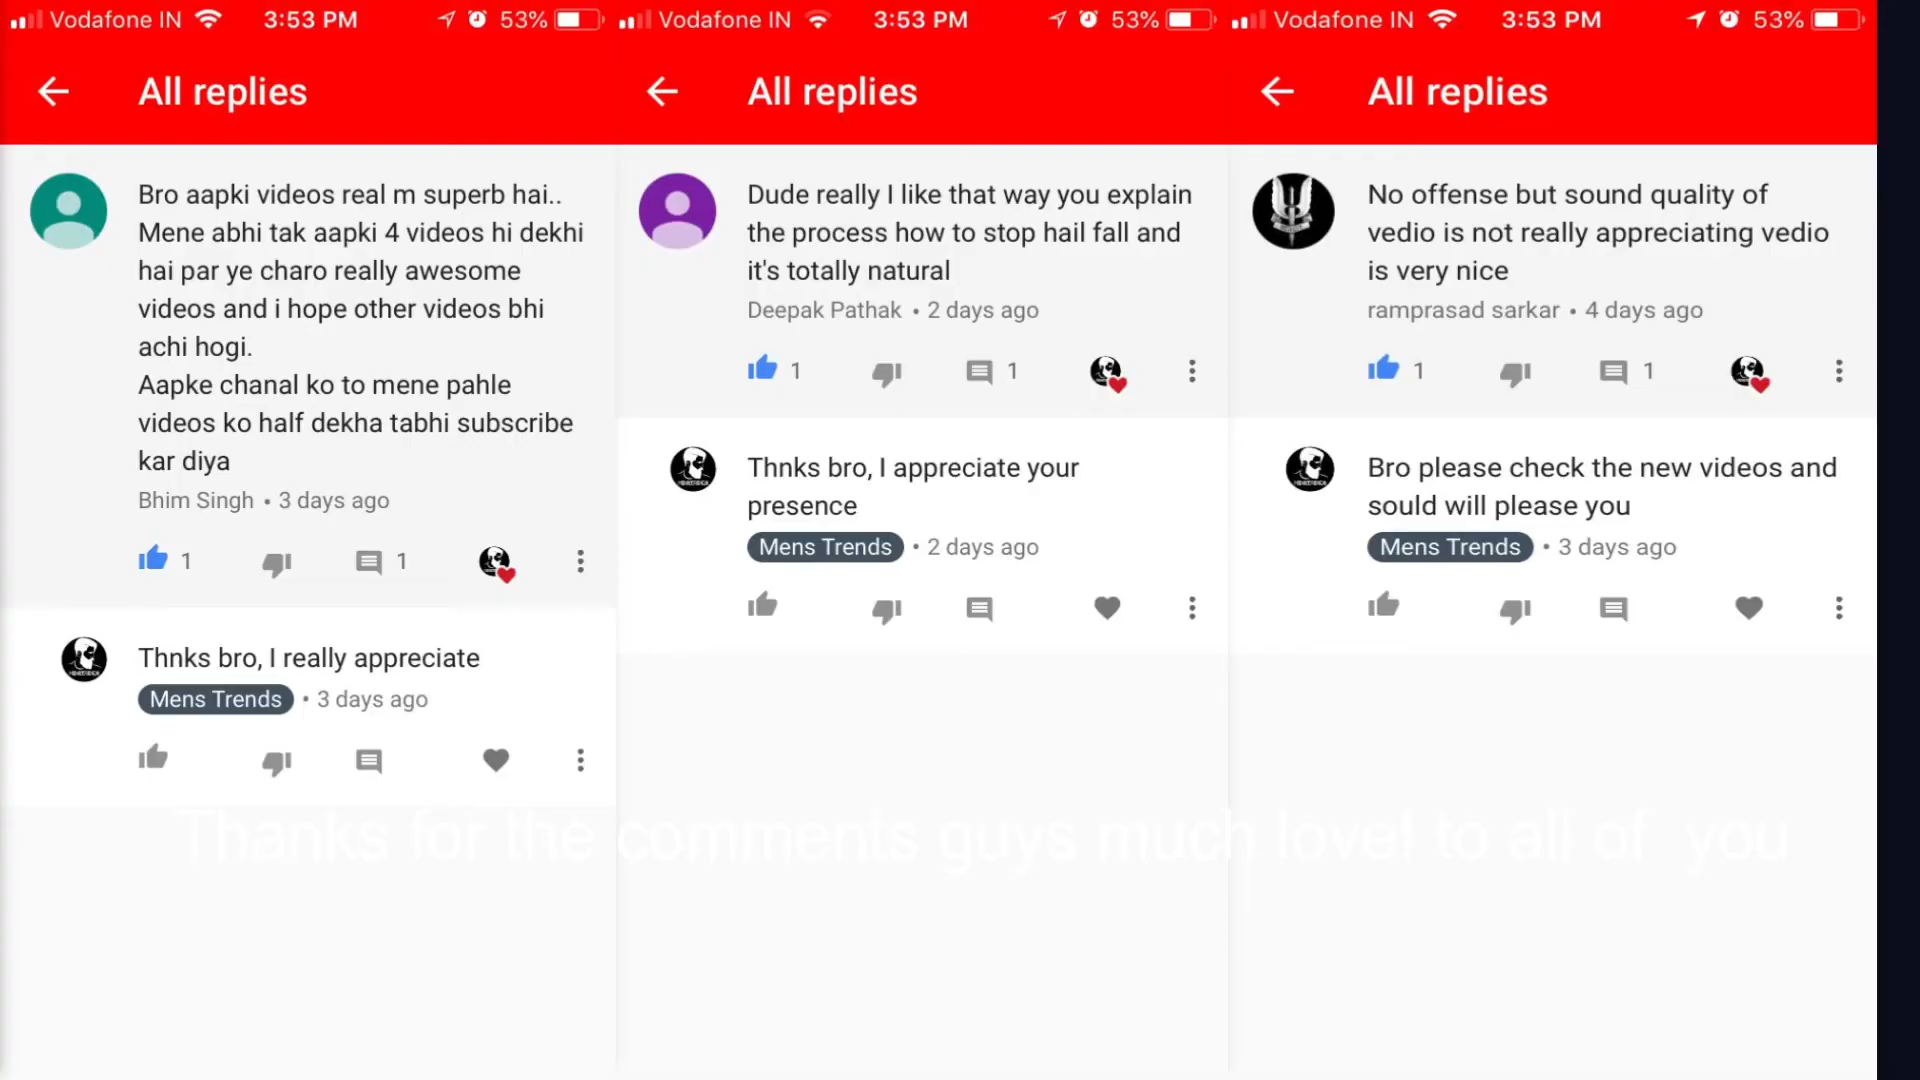 Vodafone IN 3:53 PM 53%
All replies
Bro aapki videos real m superb hai..
Mene abhi tak aapki 4 videos hi dekhi
hai par ye charo really awesome
videos and i hope other videos bhi
achi hogi.
Aapke chanal ko to mene pahle
videos ko half dekha tabhi subscribe
kar diya
Bhim Singh • 3 days ago
1 1
Thnks bro, I really appreciate
Mens Trends • 3 days ago
Vodafone IN 3:53 PM 53%
All replies
Dude really I like that way you explain
the process how to stop hail fall and
it's totally natural
Deepak Pathak • 2 days ago
1 1
Thnks bro, I appreciate your
presence
Mens Trends • 2 days ago
Vodafone IN 3:53 PM 53%
All replies
No offense but sound quality of
vedio is not really appreciating vedio
is very nice
ramprasad sarkar • 4 days ago
1 1
Bro please check the new videos and
sould will please you
Mens Trends • 3 days ago
Thanks for the comments guys much love! to all of you